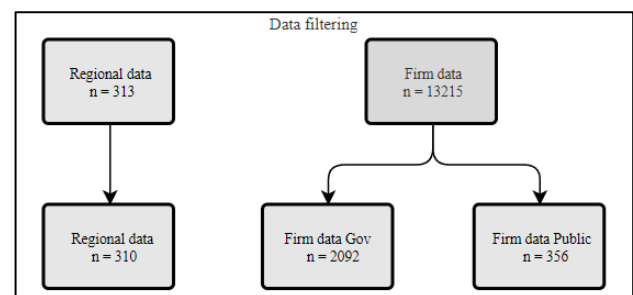 Data filtering
Regional data
n = 313
Firm data
n = 13215
Regional data
n = 310
Firm data Gov
n = 2092
Firm data Public
n = 356